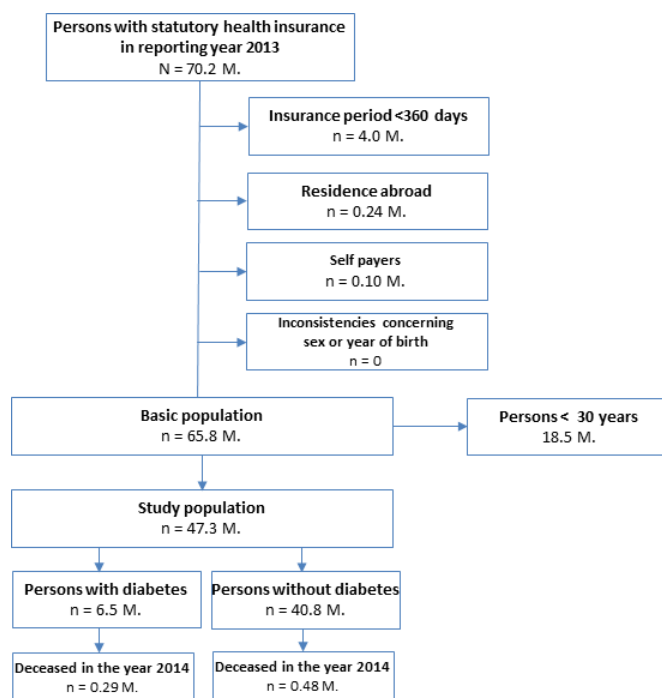 Persons with statutory health insurance
in reporting year 2013
N = 70.2 M.
Insurance period <360 days
n = 4.0 M.
Residence abroad
n = 0.24 M.
Self payers
n = 0.10 M.
Inconsistencies concerning
sex or year of birth
n = 0
Basic population
n = 65.8 M.
Persons < 30 years
18.5 M.
Study population
n = 47.3 M.
Persons with diabetes
n = 6.5 M.
Persons without diabetes
n = 40.8 M.
Deceased in the year 2014
n = 0.29 M.
Deceased in the year 2014
n = 0.48 M.